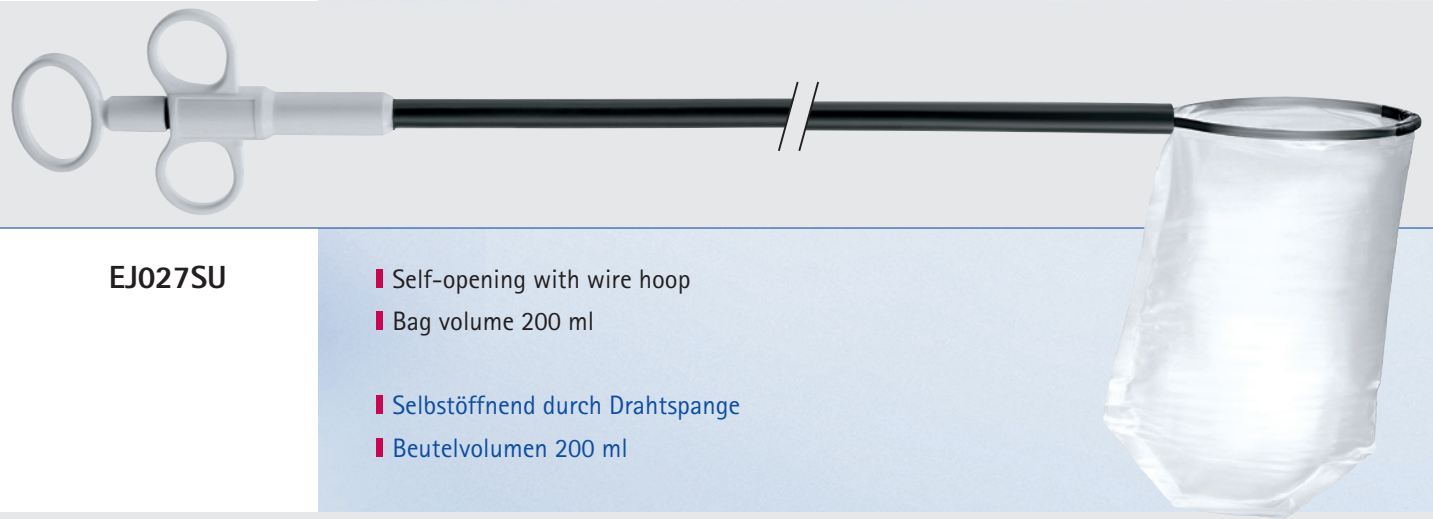 EJ027SU
Self-opening with wire hoop
Bag volume 200 ml
Selbstöffnend durch Drahtspange
Beutelvolumen 200 ml